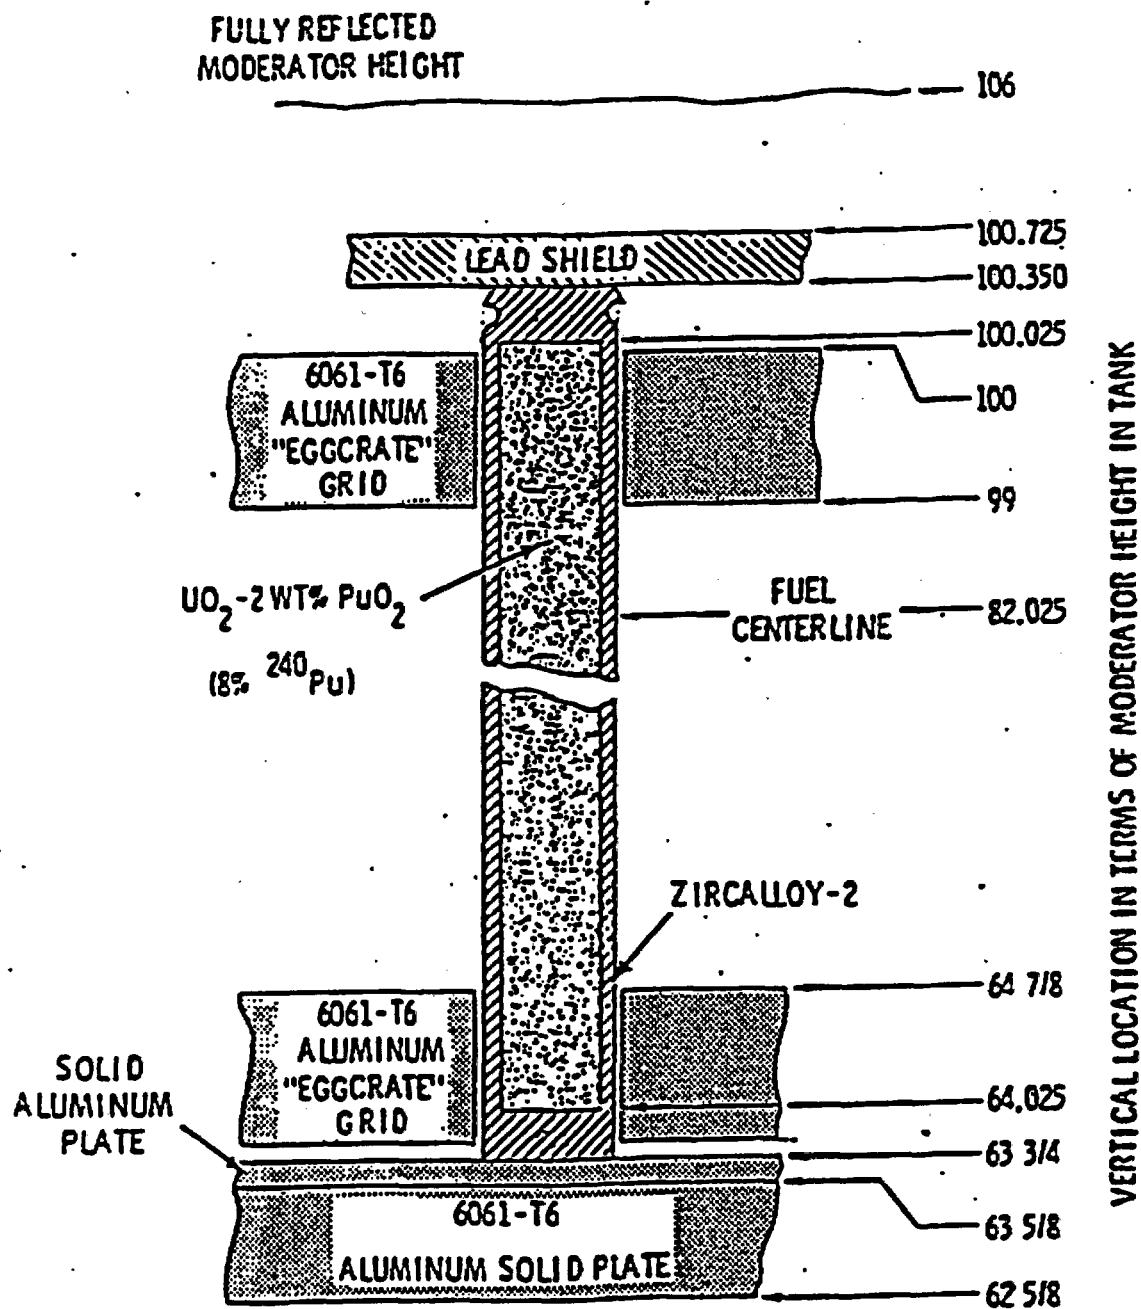 FULLY REFLECTED
MODERATOR HEIGHT
106
100.725
LEAD SHIELD
100.350
100.025
6061-T6
ALUMINUM
"EGGCRATE"
GRID
100
99
UO₂-2 WT% PuO₂
(8% ²⁴⁰Pu)
FUEL
CENTERLINE
82.025
ZIRCALLOY-2
64 7/8
6061-T6
ALUMINUM
"EGGCRATE"
GRID
SOLID
ALUMINUM
PLATE
64.025
63 3/4
63 5/8
6061-T6
ALUMINUM SOLID PLATE
62 5/8
VERTICAL LOCATION IN TERMS OF MODERATOR HEIGHT IN TANK